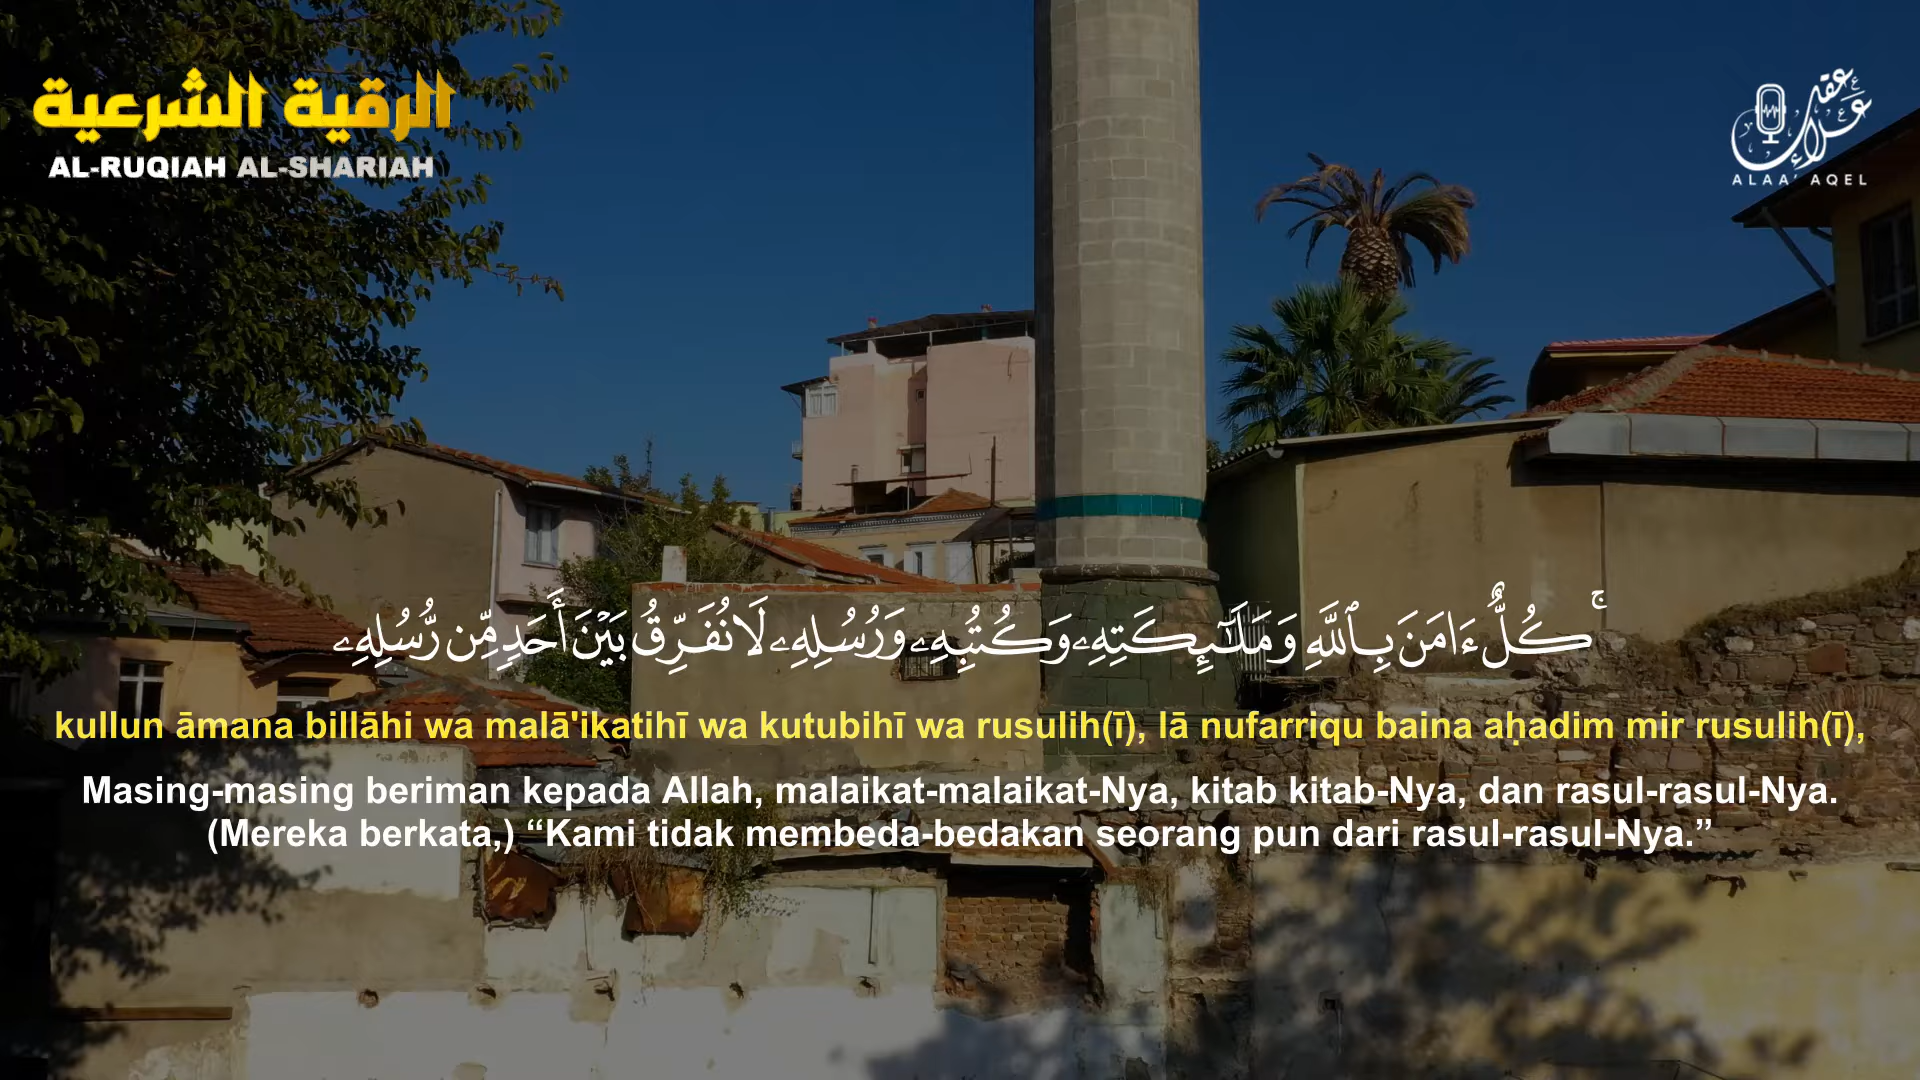 الرقية الشرعية
AL-RUQIAH AL-SHARIAH
علاء عقل
ALAA' AQEL
كُلٌّ ءَامَنَ بِٱللَّهِ وَمَلَـٰٓئِكَتِهِۦ وَكُتُبِهِۦ وَرُسُلِهِۦ لَا نُفَرِّقُ بَيْنَ أَحَدٍ مِّن رُّسُلِهِۦ ۚ
kullun āmana billāhi wa malā'ikatihī wa kutubihī wa rusulih(ī), lā nufarriqu baina aḥadim mir rusulih(ī),
Masing-masing beriman kepada Allah, malaikat-malaikat-Nya, kitab kitab-Nya, dan rasul-rasul-Nya.
(Mereka berkata,) “Kami tidak membeda-bedakan seorang pun dari rasul-rasul-Nya.”